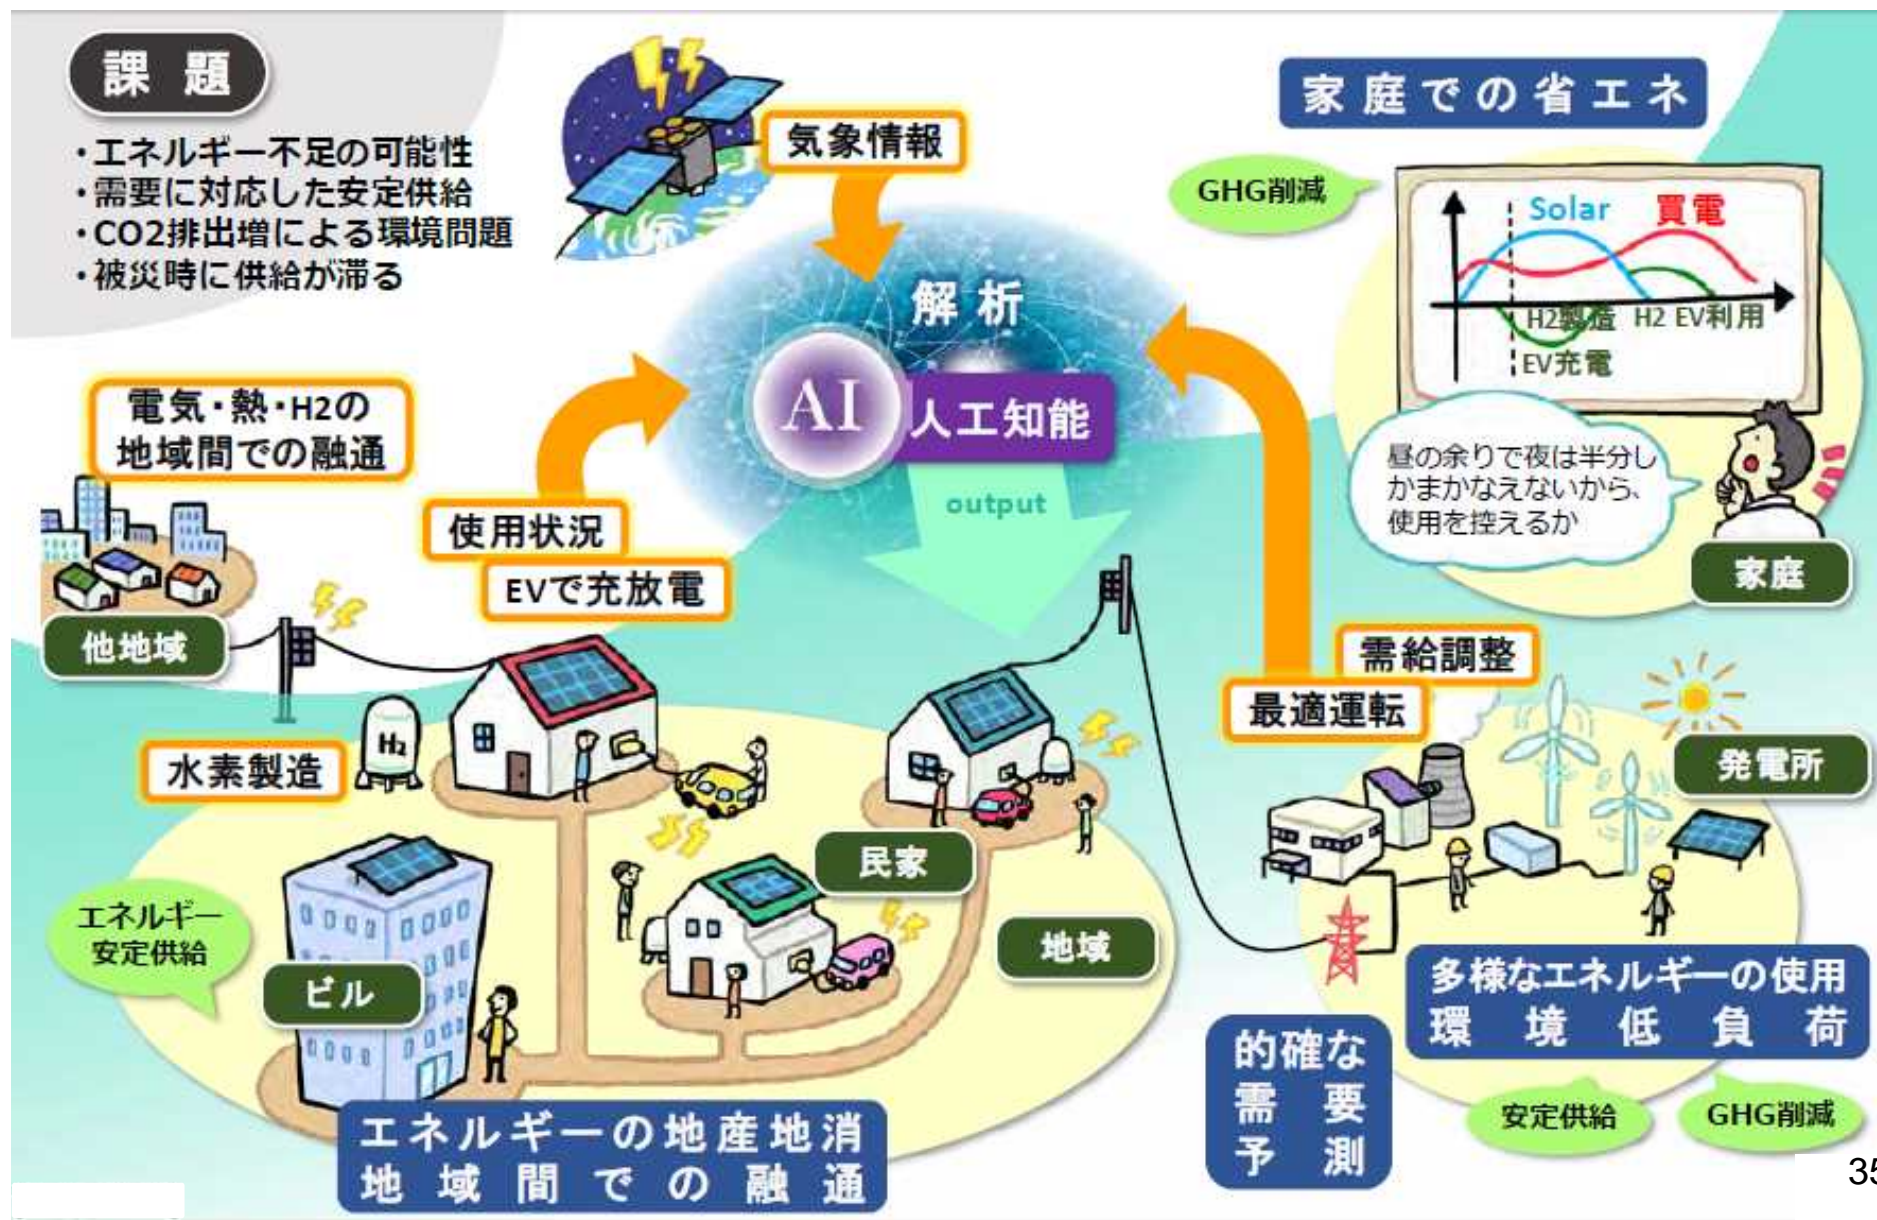 課題
・エネルギー不足の可能性
・需要に対応した安定供給
・CO2排出増による環境問題
・被災時に供給が滞る
気象情報
家庭での省エネ
GHG削減
Solar
買電
H2製造
H2 EV利用
EV充電
昼の余りで夜は半分し
かまかなえないから、
使用を控えるか
家庭
解析
AI
人工知能
output
電気・熱・H2の
地域間での融通
使用状況
EVで充放電
他地域
水素製造
H2
需給調整
最適運転
発電所
民家
地域
エネルギー
安定供給
ビル
エネルギーの地産地消
地域間での融通
的確な
需要
予測
多様なエネルギーの使用
環境低負荷
安定供給
GHG削減
35